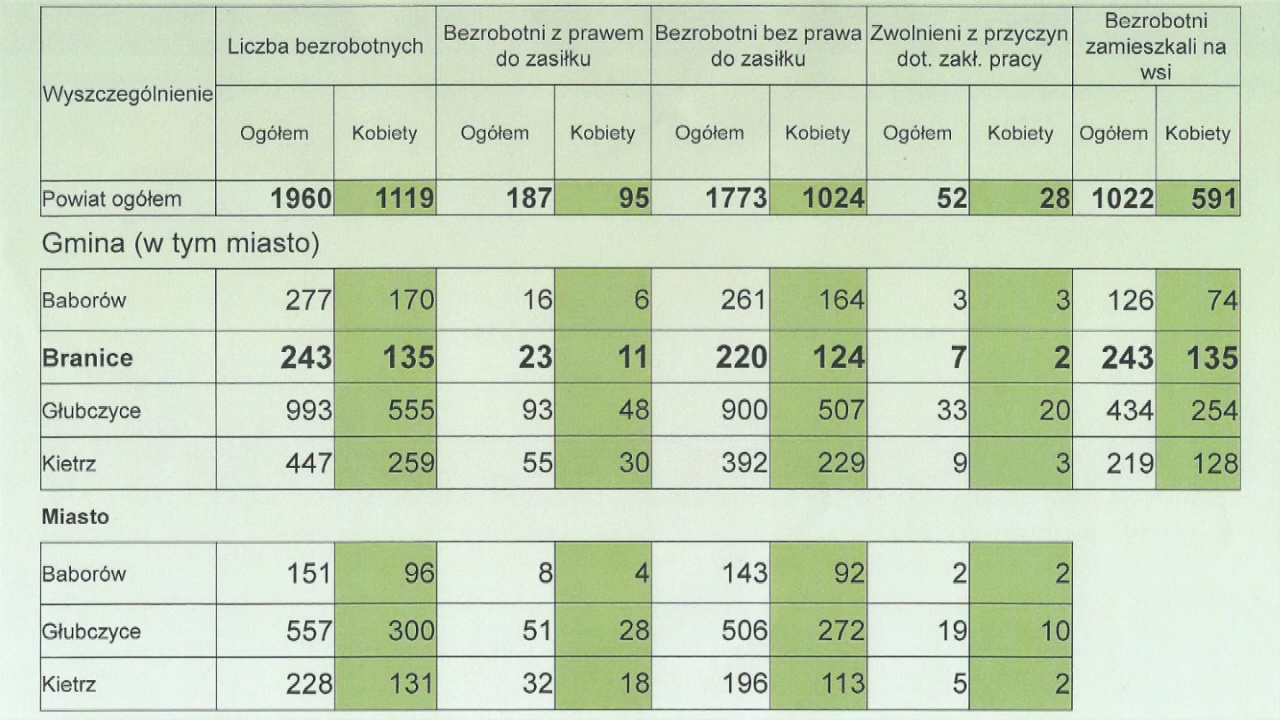 Wyszczególnienie | Liczba bezrobotnych | Bezrobotni z prawem do zasiłku | Bezrobotni bez prawa do zasiłku | Zwolnieni z przyczyn dot. zakł. pracy | Bezrobotni zamieszkali na wsi
Ogółem | Kobiety | Ogółem | Kobiety | Ogółem | Kobiety | Ogółem | Kobiety | Ogółem | Kobiety
Powiat ogółem | 1960 | 1119 | 187 | 95 | 1773 | 1024 | 52 | 28 | 1022 | 591
Gmina (w tym miasto)
Baborów | 277 | 170 | 16 | 6 | 261 | 164 | 3 | 3 | 126 | 74
Branice | 243 | 135 | 23 | 11 | 220 | 124 | 7 | 2 | 243 | 135
Głubczyce | 993 | 555 | 93 | 48 | 900 | 507 | 33 | 20 | 434 | 254
Kietrz | 447 | 259 | 55 | 30 | 392 | 229 | 9 | 3 | 219 | 128
Miasto
Baborów | 151 | 96 | 8 | 4 | 143 | 92 | 2 | 2
Głubczyce | 557 | 300 | 51 | 28 | 506 | 272 | 19 | 10
Kietrz | 228 | 131 | 32 | 18 | 196 | 113 | 5 | 2